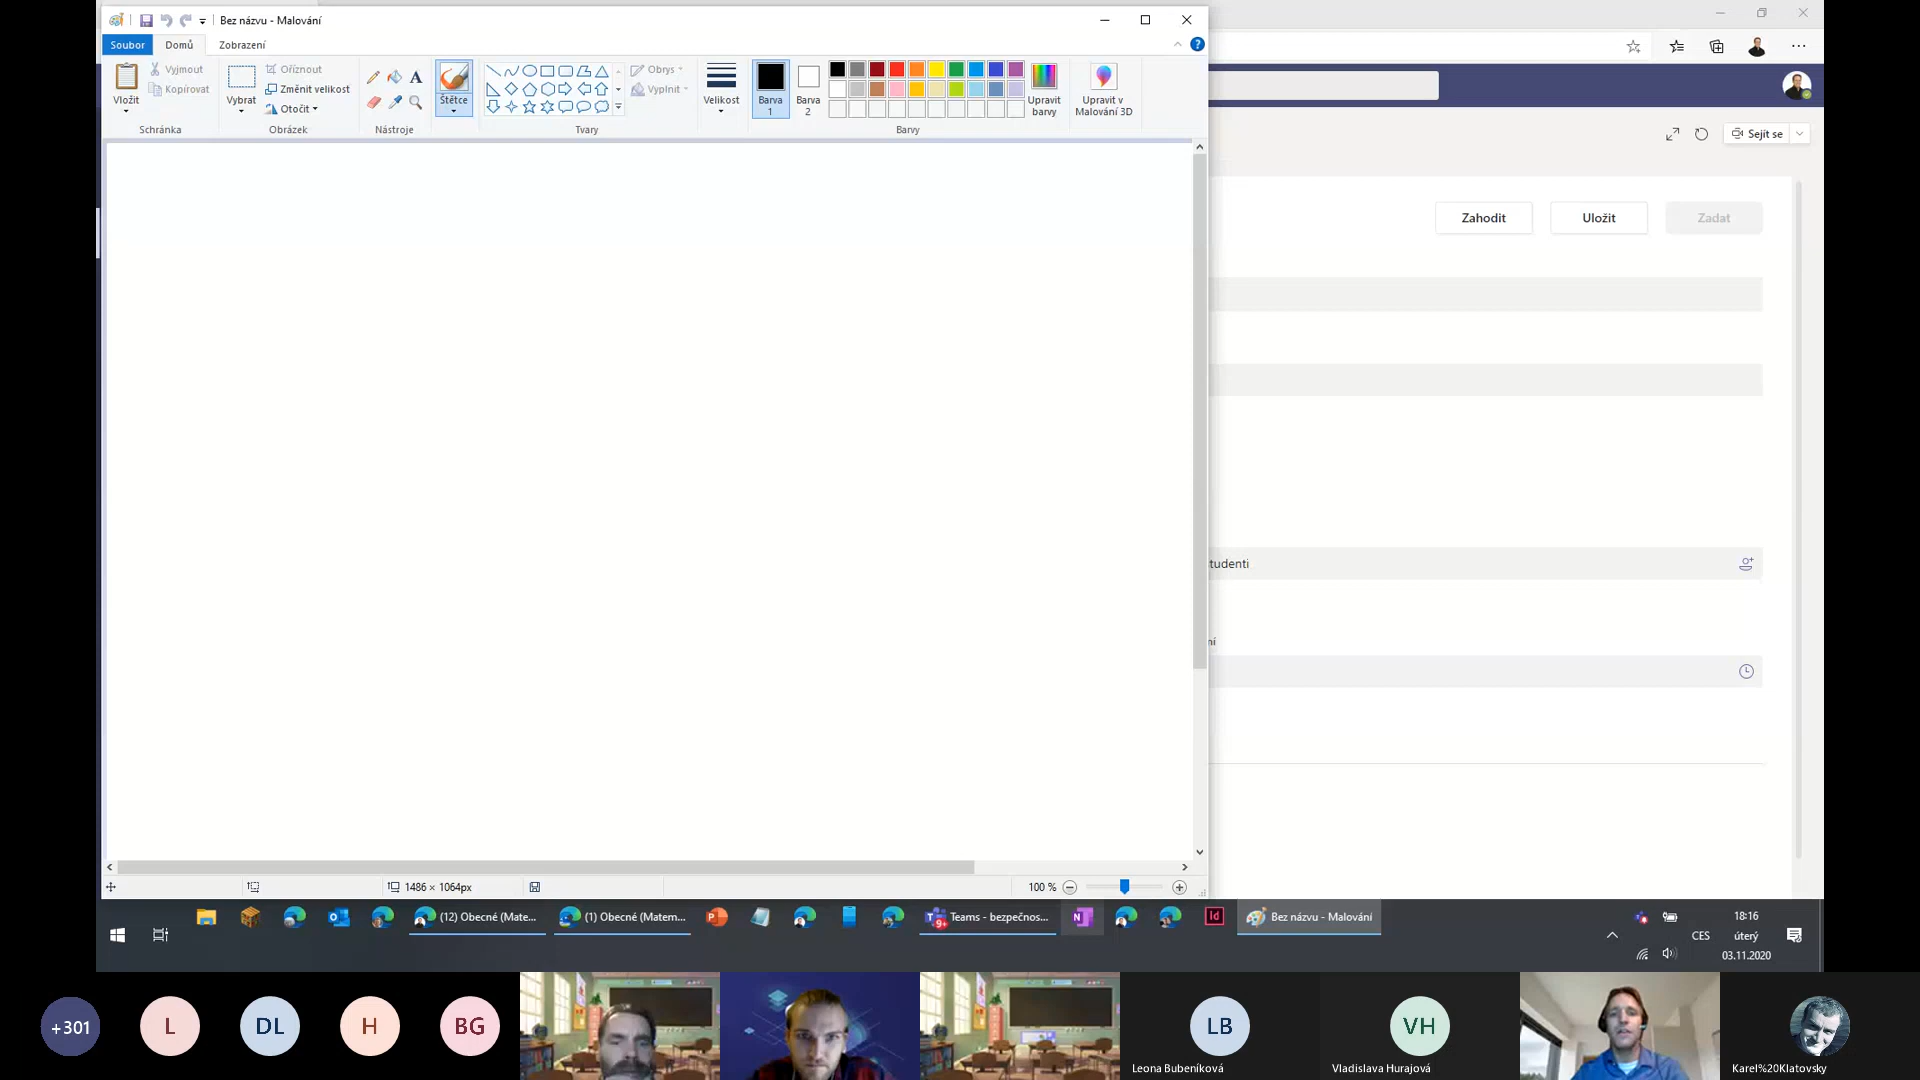 Bez názvu - Malování
Soubor
Domů
Zobrazení
Vložit
Vyjmout
Kopírovat
Schránka
Vybrat
Oříznout
Změnit velikost
Otočit
Obrázek
A
Nástroje
Štětce
Obrys
Vyplnit
Tvary
Velikost
Barva
1
Barva
2
Upravit
barvy
Upravit v
Malování 3D
Barvy
Sejít se
Zahodit
Uložit
Zadat
tudenti
ní
1486 × 1064px
100 %
(12) Obecné (Mate...
(1) Obecné (Matem...
Teams - bezpečnos...
Bez názvu - Malování
CES
18:16
úterý
03.11.2020
+301
L
DL
H
BG
LB
Leona Bubeníková
VH
Vladislava Hurajová
Karel%20Klatovsky